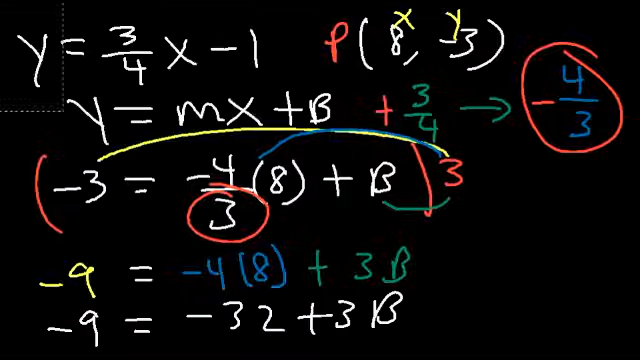 y = 3/4 x - 1 P(8, -3)
x y
y = mx + B + 3/4 → - 4/3
(-3 = -4/3 (8) + B) 3
-9 = -4(8) + 3B
-9 = -32 + 3B